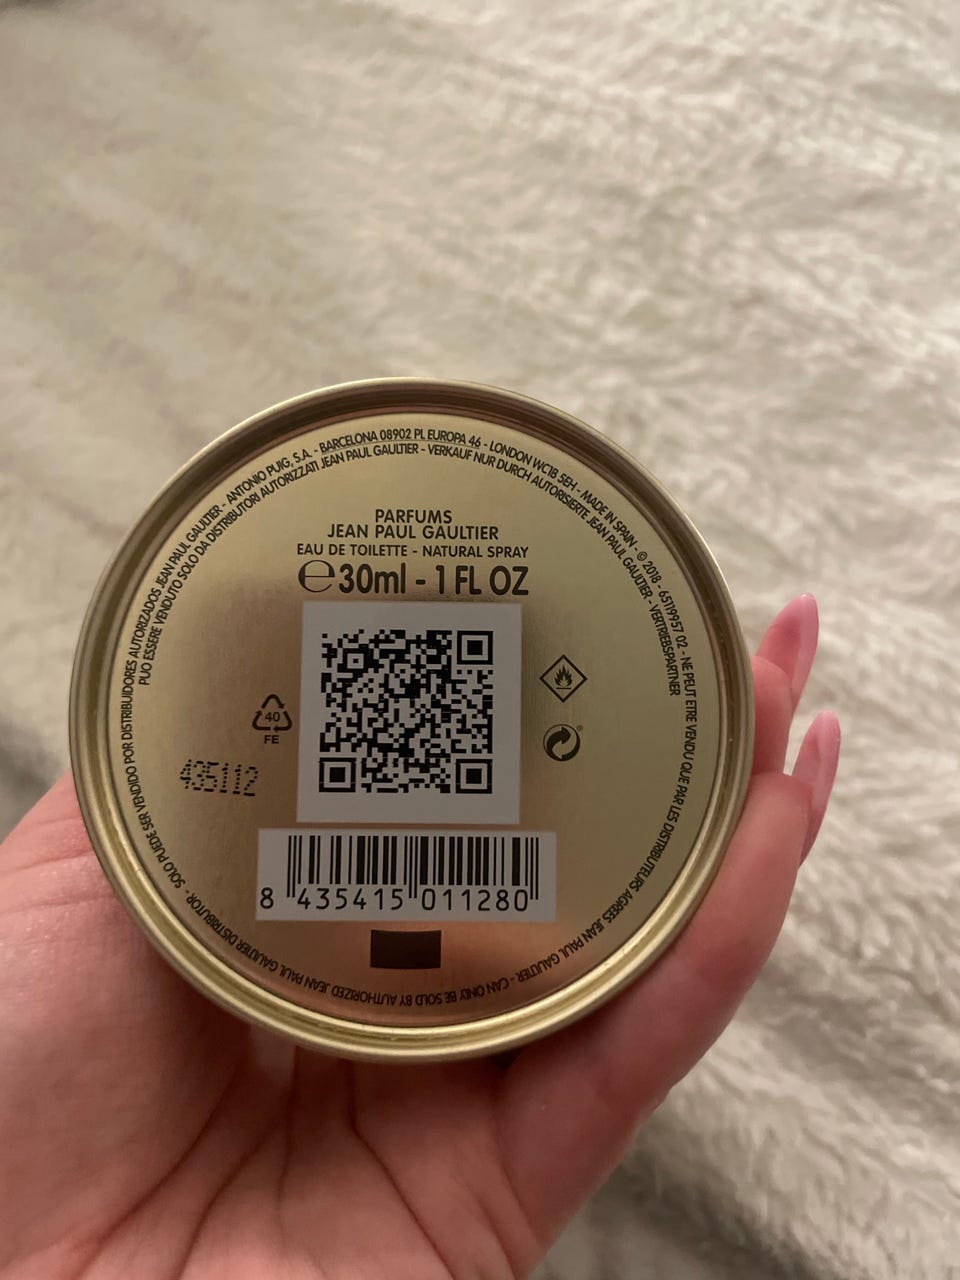 ANTONIO PUIG, S.A. - BARCELONA 08902 PL EUROPA 46 - LONDON WC1B 5EH - MADE IN SPAIN - © 2018 - 65119957 02 - NE PEUT ETRE VENDU QUE PAR LES DISTRIBUTEURS AGREES JEAN PAUL GAULTIER - CAN ONLY BE SOLD BY AUTHORIZED JEAN PAUL GAULTIER DISTRIBUTOR - SOLO PUEDE SER VENDIDO POR DISTRIBUIDORES AUTORIZADOS JEAN PAUL GAULTIER -
PUO ESSERE VENDUTO SOLO DA DISTRIBUTORI AUTORIZZATI JEAN PAUL GAULTIER - VERKAUF NUR DURCH AUTORISIERTE JEAN PAUL GAULTIER - VERTRIEBSPARTNER
PARFUMS
JEAN PAUL GAULTIER
EAU DE TOILETTE - NATURAL SPRAY
℮30ml - 1 FL OZ
40
FE
435112
8 435415 011280